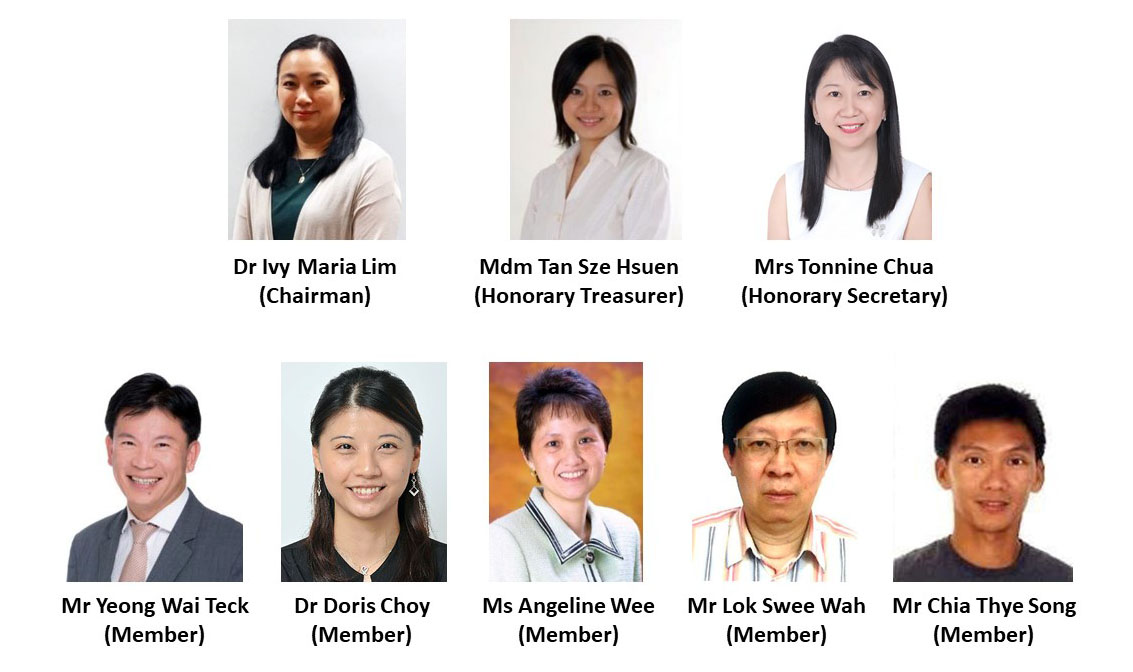 Dr Ivy Maria Lim
(Chairman)
Mdm Tan Sze Hsuen
(Honorary Treasurer)
Mrs Tonnine Chua
(Honorary Secretary)
Mr Yeong Wai Teck
(Member)
Dr Doris Choy
(Member)
Ms Angeline Wee
(Member)
Mr Lok Swee Wah
(Member)
Mr Chia Thye Song
(Member)